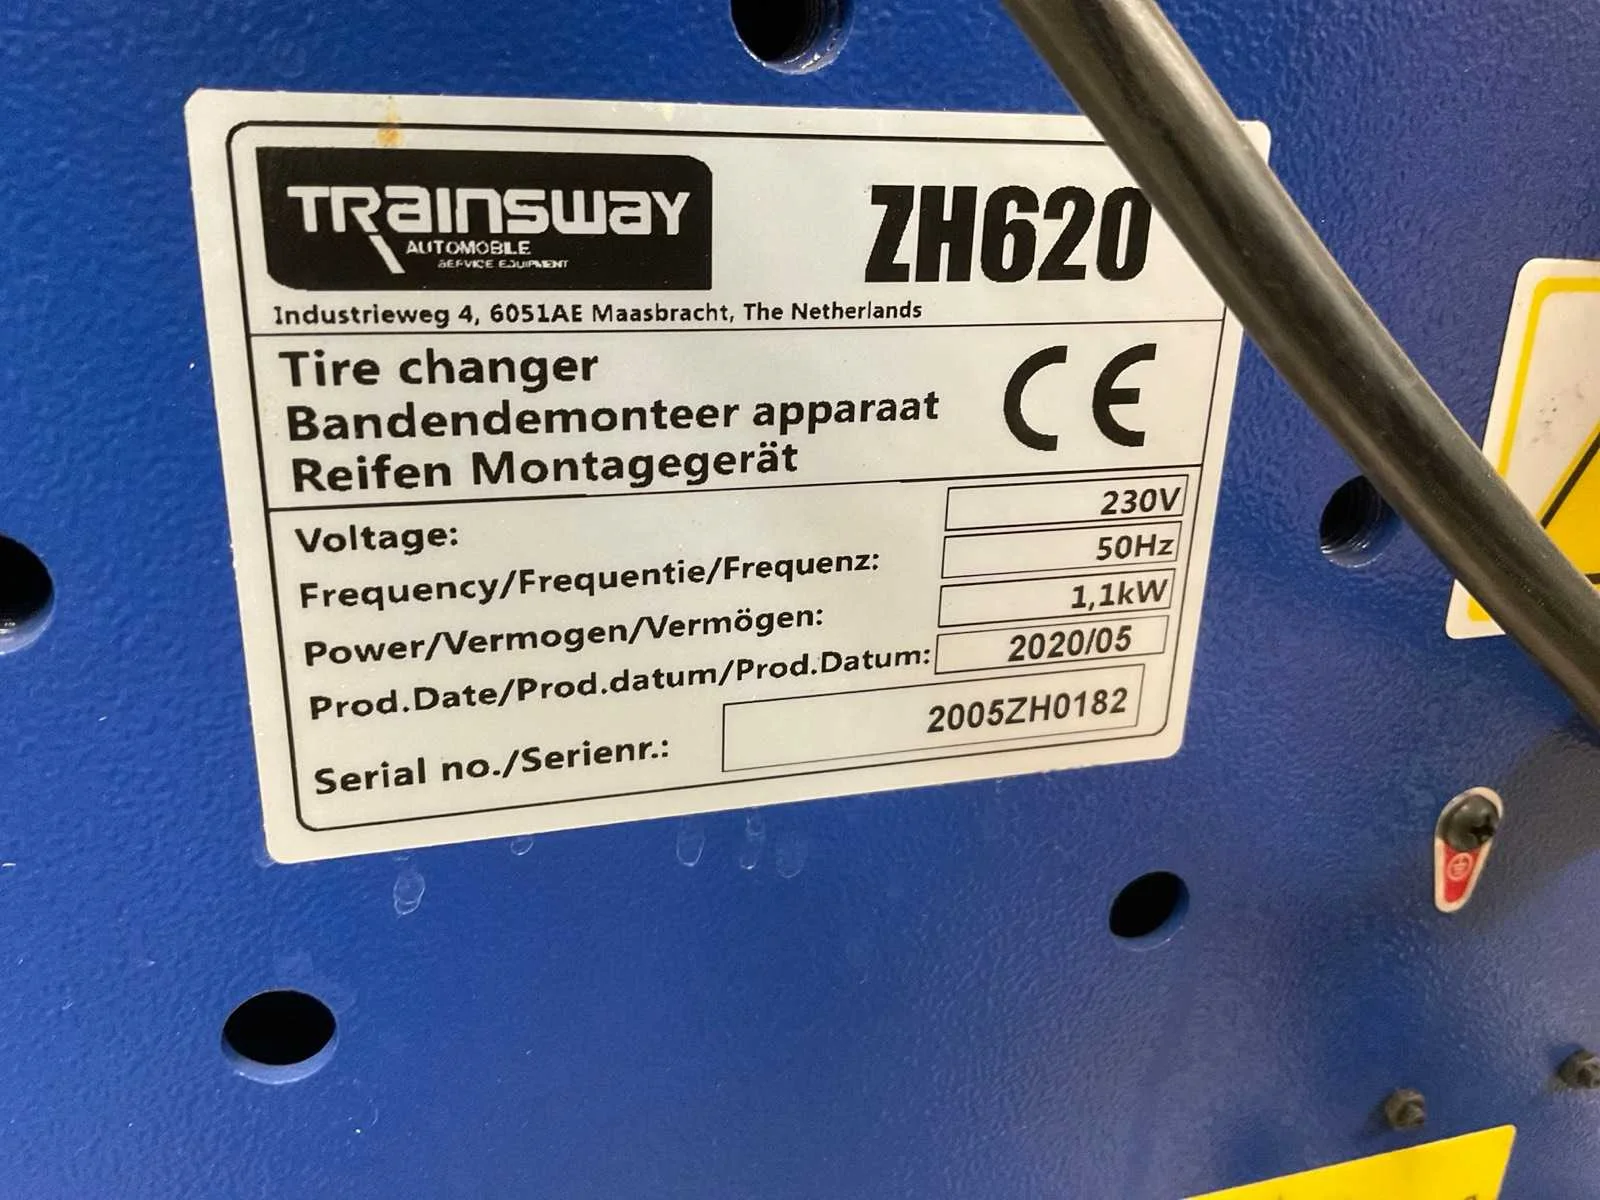 TRAINSWAY
AUTOMOBILE
SERVICE EQUIPMENT
ZH620
Industrieweg 4, 6051AE Maasbracht, The Netherlands
Tire changer
Bandendemonteer apparaat
Reifen Montagegerät
CE
Voltage: 230V
Frequency/Frequentie/Frequenz: 50Hz
Power/Vermogen/Vermögen: 1,1kW
Prod.Date/Prod.datum/Prod.Datum: 2020/05
Serial no./Serienr.: 2005ZH0182